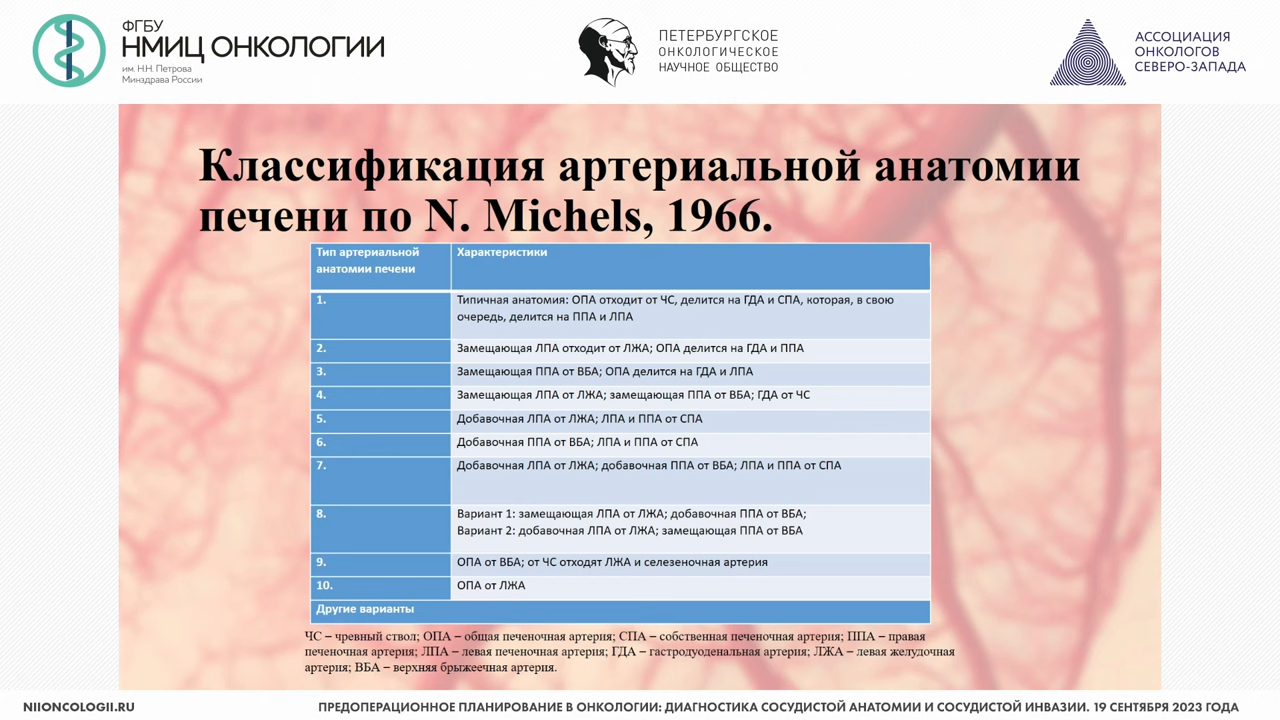 ФГБУ
НМИЦ ОНКОЛОГИИ
им. Н.Н. Петрова
Минздрава России
ПЕТЕРБУРГСКОЕ
ОНКОЛОГИЧЕСКОЕ
НАУЧНОЕ ОБЩЕСТВО
АССОЦИАЦИЯ
ОНКОЛОГОВ
СЕВЕРО-ЗАПАДА
Классификация артериальной анатомии
печени по N. Michels, 1966.
Тип артериальной
анатомии печени
Характеристики
1.
Типичная анатомия: ОПА отходит от ЧС, делится на ГДА и СПА, которая, в свою
очередь, делится на ППА и ЛПА
2.
Замещающая ЛПА отходит от ЛЖА; ОПА делится на ГДА и ППА
3.
Замещающая ППА от ВБА; ОПА делится на ГДА и ЛПА
4.
Замещающая ЛПА от ЛЖА; замещающая ППА от ВБА; ГДА от ЧС
5.
Добавочная ЛПА от ЛЖА; ЛПА и ППА от СПА
6.
Добавочная ППА от ВБА; ЛПА и ППА от СПА
7.
Добавочная ЛПА от ЛЖА; добавочная ППА от ВБА; ЛПА и ППА от СПА
8.
Вариант 1: замещающая ЛПА от ЛЖА; добавочная ППА от ВБА;
Вариант 2: добавочная ЛПА от ЛЖА; замещающая ППА от ВБА
9.
ОПА от ВБА; от ЧС отходят ЛЖА и селезеночная артерия
10.
ОПА от ЛЖА
Другие варианты
ЧС – чревный ствол; ОПА – общая печеночная артерия; СПА – собственная печеночная артерия; ППА – правая
печеночная артерия; ЛПА – левая печеночная артерия; ГДА – гастродуоденальная артерия; ЛЖА – левая желудочная
артерия; ВБА – верхняя брыжеечная артерия.
NIIONCOLOGII.RU
ПРЕДОПЕРАЦИОННОЕ ПЛАНИРОВАНИЕ В ОНКОЛОГИИ: ДИАГНОСТИКА СОСУДИСТОЙ АНАТОМИИ И СОСУДИСТОЙ ИНВАЗИИ. 19 СЕНТЯБРЯ 2023 ГОДА